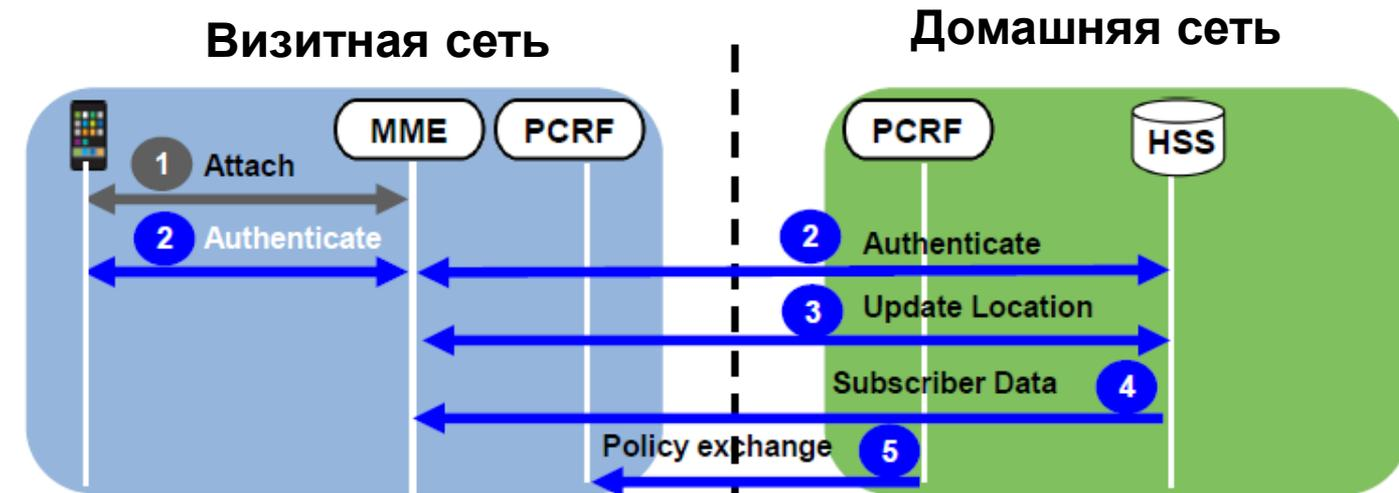 Визитная сеть
Домашняя сеть
MME
PCRF
PCRF
HSS
1 Attach
2 Authenticate
2 Authenticate
3 Update Location
Subscriber Data 4
Policy exchange 5